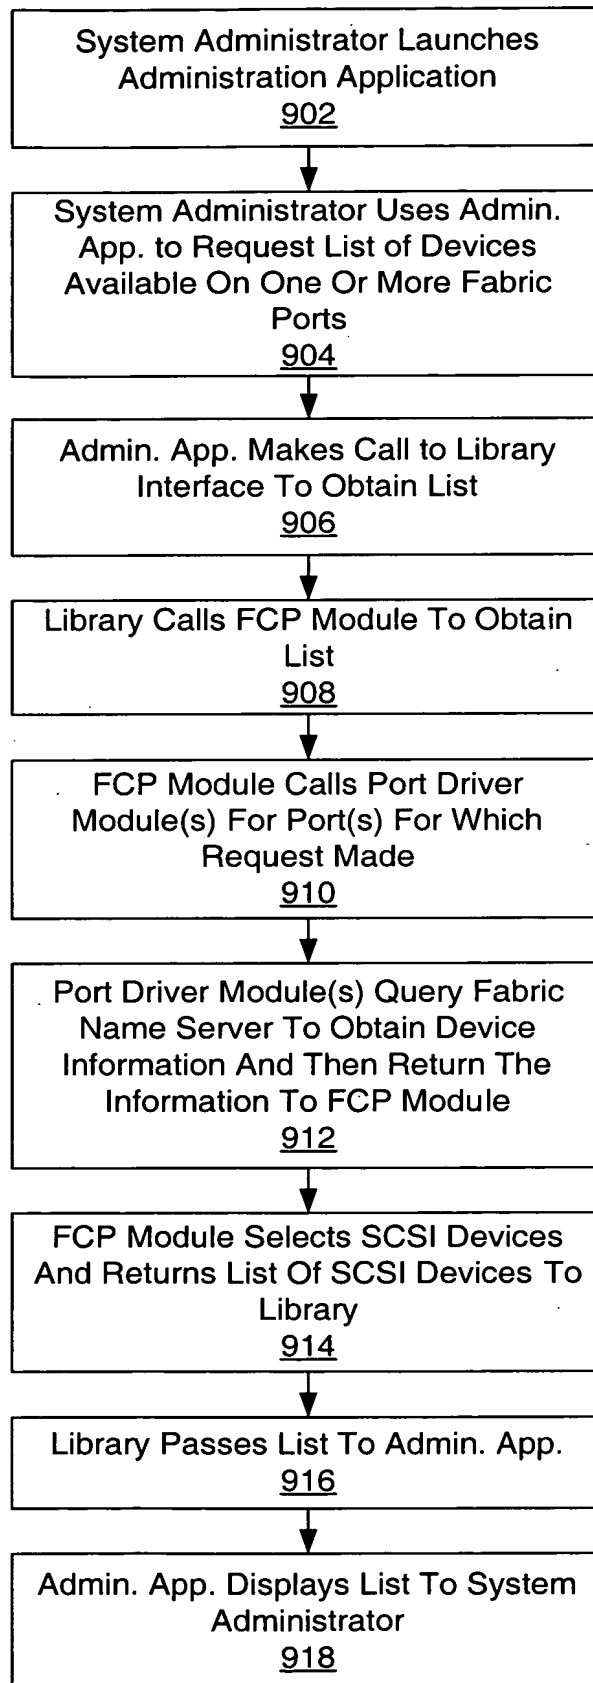 System Administrator Launches
Administration Application
902
System Administrator Uses Admin.
App. to Request List of Devices
Available On One Or More Fabric
Ports
904
Admin. App. Makes Call to Library
Interface To Obtain List
906
Library Calls FCP Module To Obtain
List
908
FCP Module Calls Port Driver
Module(s) For Port(s) For Which
Request Made
910
Port Driver Module(s) Query Fabric
Name Server To Obtain Device
Information And Then Return The
Information To FCP Module
912
FCP Module Selects SCSI Devices
And Returns List Of SCSI Devices To
Library
914
Library Passes List To Admin. App.
916
Admin. App. Displays List To System
Administrator
918